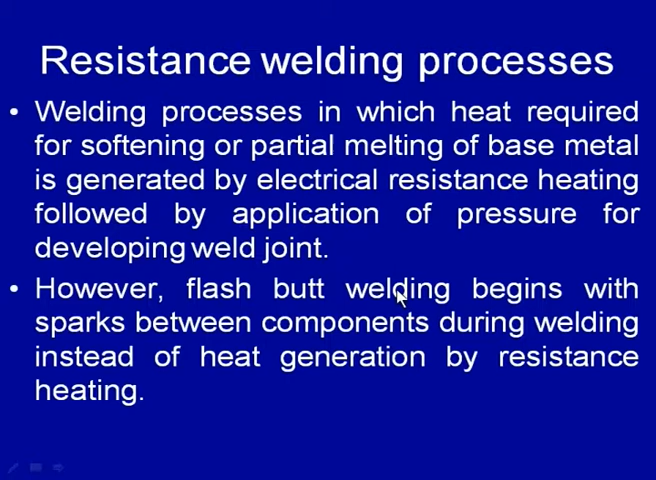 Resistance welding processes
• Welding processes in which heat required
for softening or partial melting of base metal
is generated by electrical resistance heating
followed by application of pressure for
developing weld joint.
• However, flash butt welding begins with
sparks between components during welding
instead of heat generation by resistance
heating.